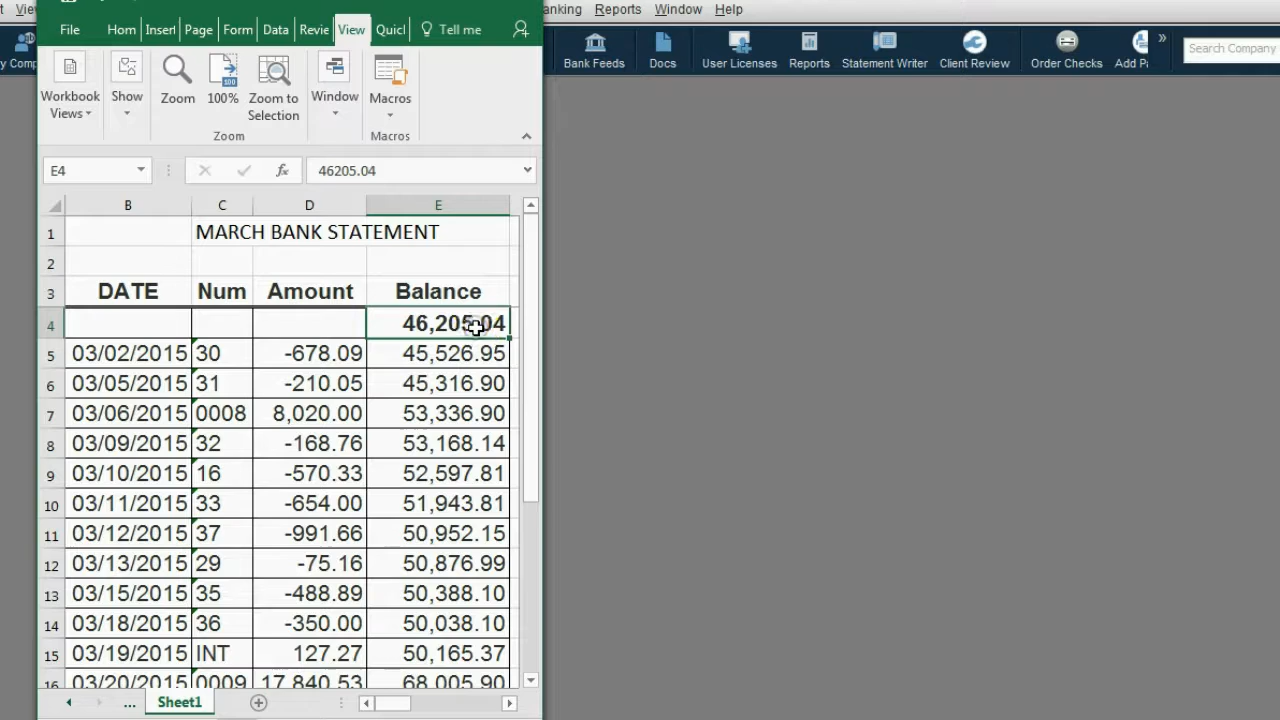 Vie
anking Reports Window Help
File Hom Insert Page Form Data Revie View Quicl Tell me
y Comp
Bank Feeds Docs User Licenses Reports Statement Writer Client Review Order Checks Add Pa
»
Search Company
Workbook Views
Show
Zoom
100%
100
Zoom to Selection
Window
Macros
Zoom
Macros
E4 fx 46205.04
B C D E
1 MARCH BANK STATEMENT
2
3 DATE Num Amount Balance
4 46,205.04
5 03/02/2015 30 -678.09 45,526.95
6 03/05/2015 31 -210.05 45,316.90
7 03/06/2015 0008 8,020.00 53,336.90
8 03/09/2015 32 -168.76 53,168.14
9 03/10/2015 16 -570.33 52,597.81
10 03/11/2015 33 -654.00 51,943.81
11 03/12/2015 37 -991.66 50,952.15
12 03/13/2015 29 -75.16 50,876.99
13 03/15/2015 35 -488.89 50,388.10
14 03/18/2015 36 -350.00 50,038.10
15 03/19/2015 INT 127.27 50,165.37
16 03/20/2015 0009 17,840.53 68,005.90
... Sheet1